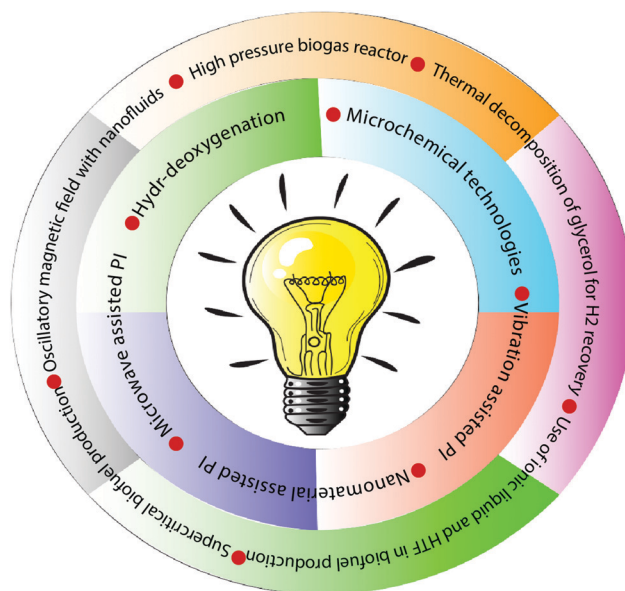 High pressure biogas reactor
Thermal decomposition of glycerol for H2 recovery
Use of ionic liquid and HTF in biofuel production
Supercritical biofuel production
Oscillatory magnetic field with nanofluids
Hydr-deoxygenation
Microchemical technologies
Vibration assisted PI
Nanomaterial assisted PI
Microwave assisted PI